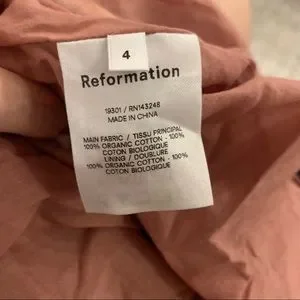 4
Reformation
19301 / RN143248
MADE IN CHINA
MAIN FABRIC / TISSU PRINCIPAL
100% ORGANIC COTTON - 100%
COTON BIOLOGIQUE
LINING / DOUBLURE
100% ORGANIC COTTON - 100%
COTON BIOLOGIQUE